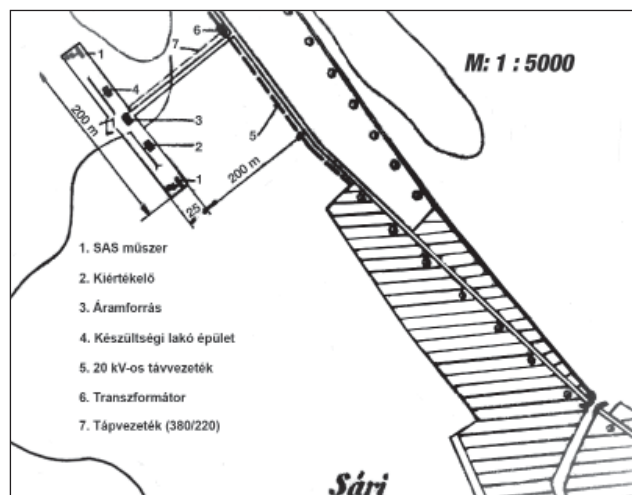 6
7
M: 1 : 5000
1
4
3
200 m
5
2
200 m
1
25
1. SAS műszer
2. Kiértékelő
3. Áramforrás
4. Készültségi lakó épület
5. 20 kV-os távvezeték
6. Transzformátor
7. Tápvezeték (380/220)
Sári